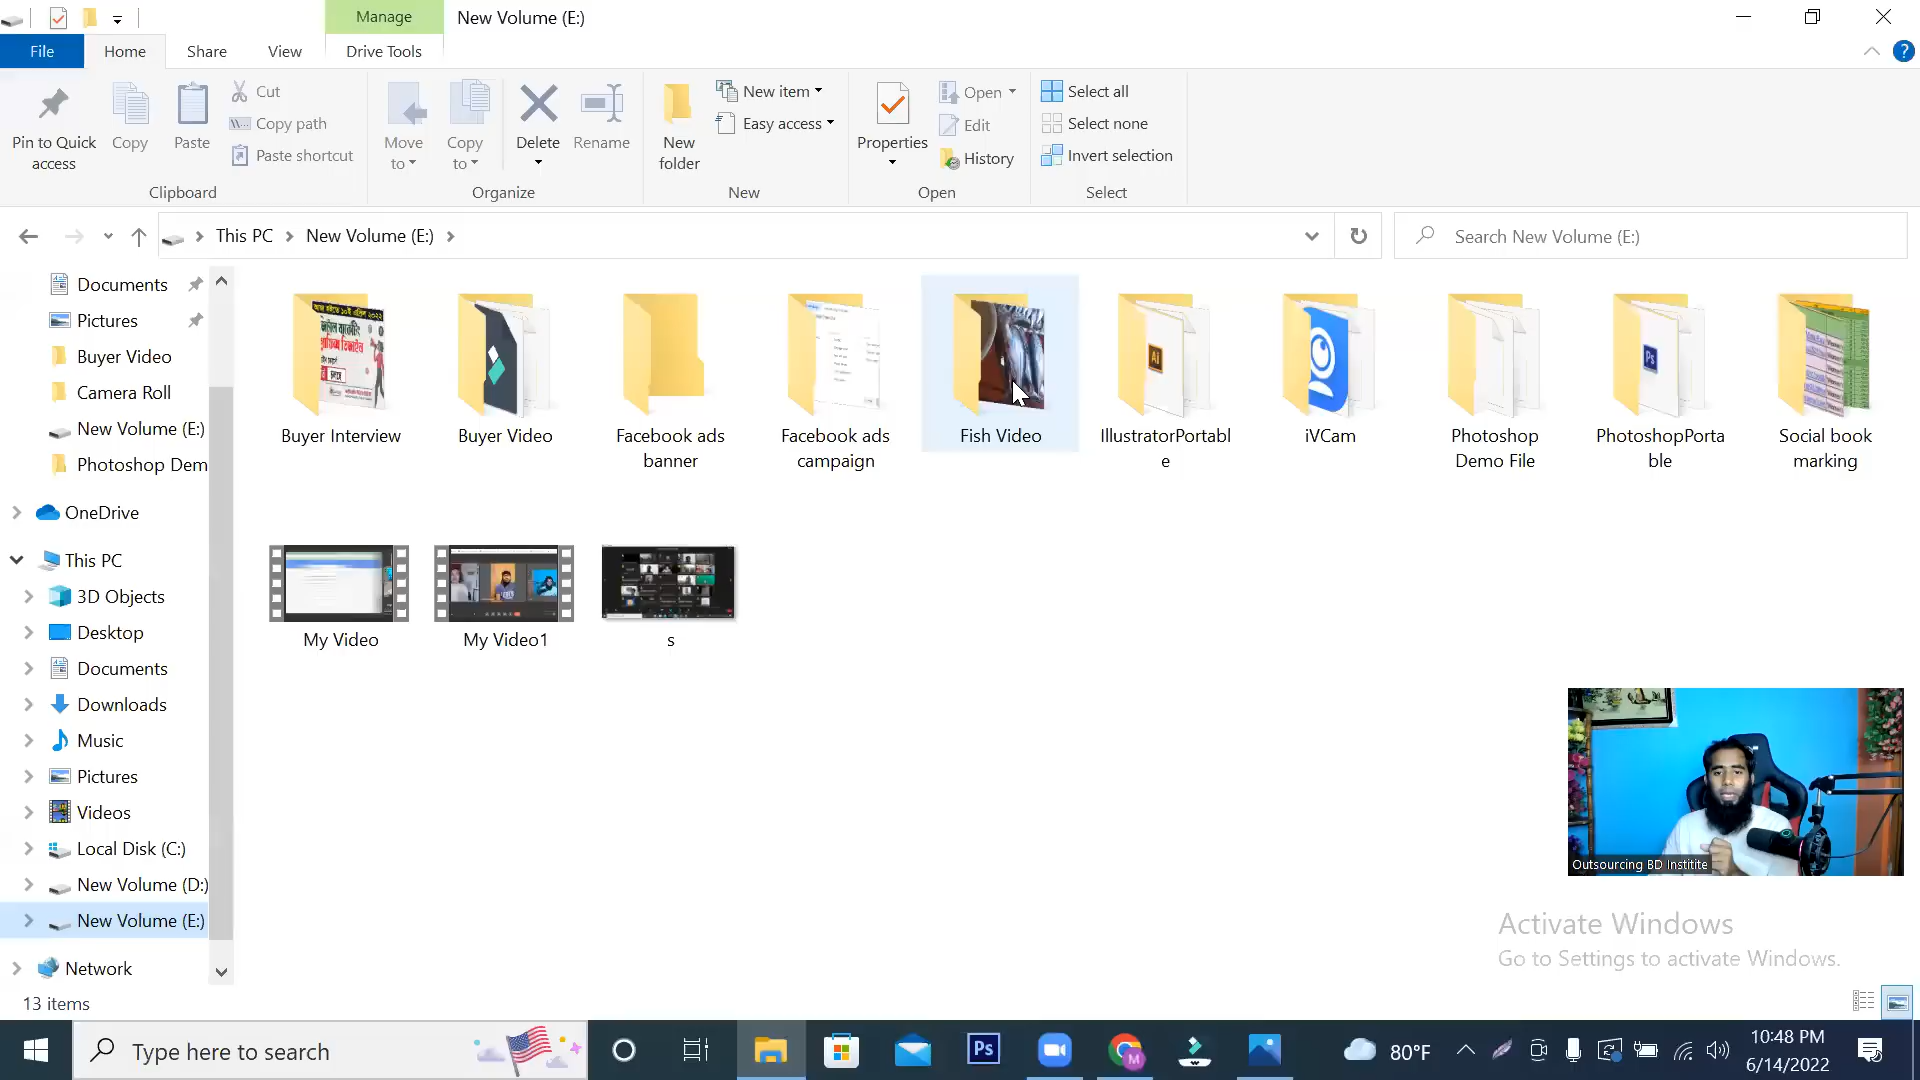 Manage
New Volume (E:)
File
Home
Share
View
Drive Tools
Pin to Quick access
Copy
Paste
Cut
Copy path
Paste shortcut
Clipboard
Move to
Copy to
Delete
Rename
Organize
New folder
New item
Easy access
New
Properties
Open
Edit
History
Open
Select all
Select none
Invert selection
Select
This PC
New Volume (E:)
Search New Volume (E:)
Documents
Pictures
Buyer Video
Camera Roll
New Volume (E:)
Photoshop Dem
OneDrive
This PC
3D Objects
Desktop
Documents
Downloads
Music
Pictures
Videos
Local Disk (C:)
New Volume (D:)
New Volume (E:)
Network
Buyer Interview
Buyer Video
Facebook ads
banner
Facebook ads
campaign
Fish Video
Ai
IllustratorPortabl
e
iVCam
Photoshop
Demo File
Ps
PhotoshopPorta
ble
Social book
marking
My Video
My Video1
s
Outsourcing BD Institite
Activate Windows
Go to Settings to activate Windows.
13 items
Type here to search
Ps
M
80°F
10:48 PM
6/14/2022